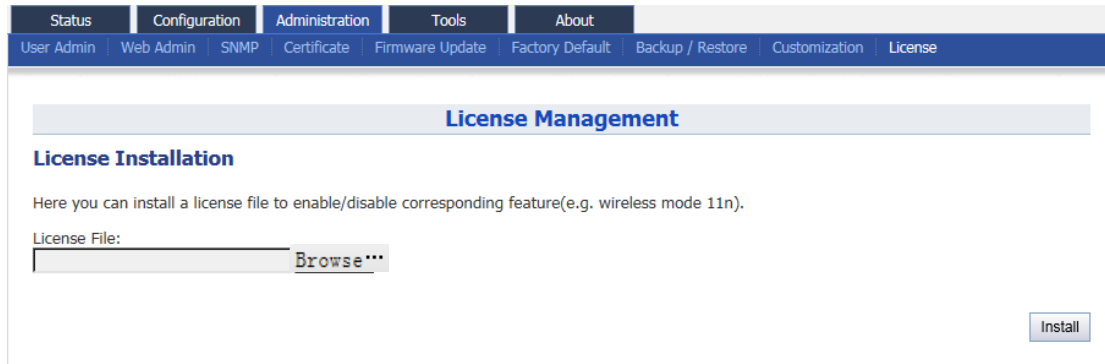 Status Configuration Administration Tools About
User Admin Web Admin SNMP Certificate Firmware Update Factory Default Backup / Restore Customization License
License Management
License Installation
Here you can install a license file to enable/disable corresponding feature(e.g. wireless mode 11n).
License File:
Browse…
Install